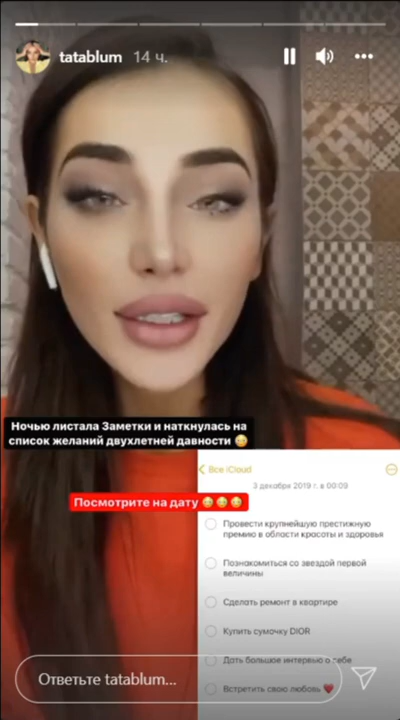 tatablum 14 ч.
Ночью листала Заметки и наткнулась на
список желаний двухлетней давности 😁
Все iCloud
3 декабря 2019 г. в 00:09
Посмотрите на дату 😁😁😁
Провести крупнейшую престижную
премию в области красоты и здоровья
Познакомиться со звездой первой
величины
Сделать ремонт в квартире
Купить сумочку DIOR
Дать большое интервью о себе
Ответьте tatablum...
Встретить свою любовь ❤️